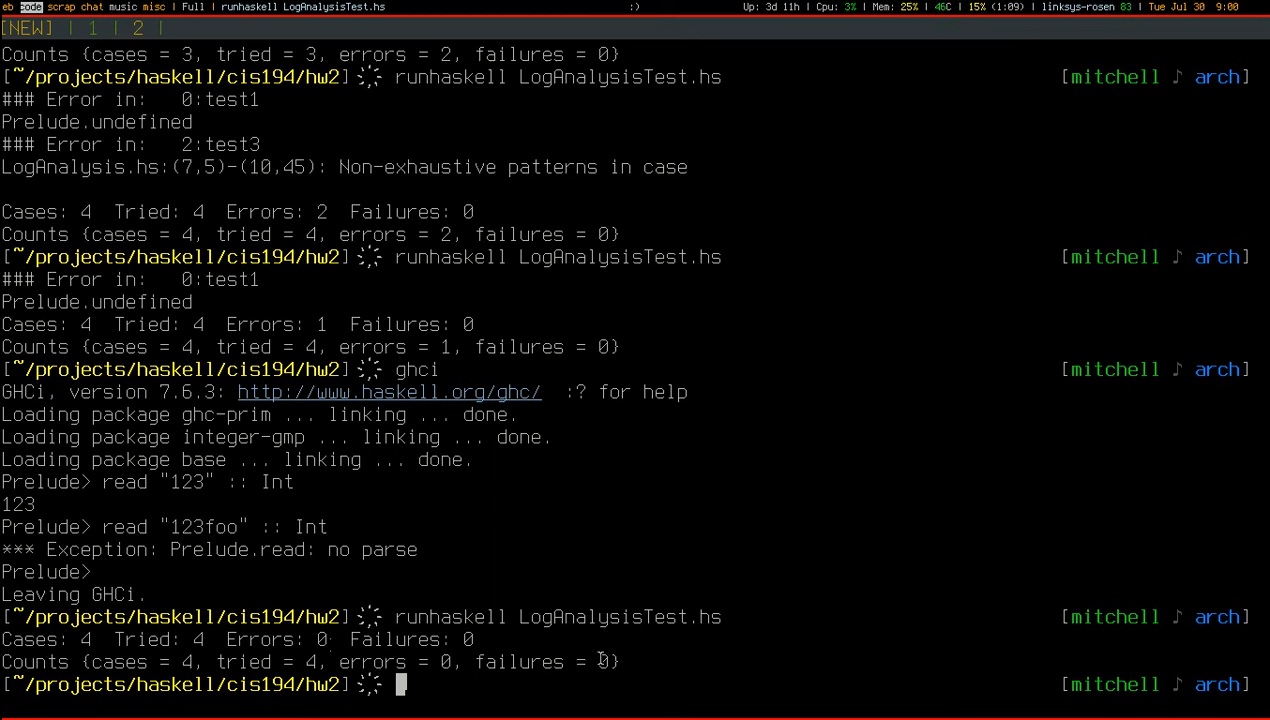 eb code scrap chat music misc | Full | runhaskell LogAnalysisTest.hs :) Up: 3d 11h | Cpu: 3% | Mem: 25% | 46C | 15% (1:09) | linksys-rosen 83 | Tue Jul 30 9:00
[NEW] | 1 | 2 |
Counts {cases = 3, tried = 3, errors = 2, failures = 0}
[~/projects/haskell/cis194/hw2] runhaskell LogAnalysisTest.hs [mitchell ♪ arch]
### Error in: 0:test1
Prelude.undefined
### Error in: 2:test3
LogAnalysis.hs:(7,5)-(10,45): Non-exhaustive patterns in case
Cases: 4 Tried: 4 Errors: 2 Failures: 0
Counts {cases = 4, tried = 4, errors = 2, failures = 0}
[~/projects/haskell/cis194/hw2] runhaskell LogAnalysisTest.hs [mitchell ♪ arch]
### Error in: 0:test1
Prelude.undefined
Cases: 4 Tried: 4 Errors: 1 Failures: 0
Counts {cases = 4, tried = 4, errors = 1, failures = 0}
[~/projects/haskell/cis194/hw2] ghci [mitchell ♪ arch]
GHCi, version 7.6.3: http://www.haskell.org/ghc/ :? for help
Loading package ghc-prim ... linking ... done.
Loading package integer-gmp ... linking ... done.
Loading package base ... linking ... done.
Prelude> read "123" :: Int
123
Prelude> read "123foo" :: Int
*** Exception: Prelude.read: no parse
Prelude>
Leaving GHCi.
[~/projects/haskell/cis194/hw2] runhaskell LogAnalysisTest.hs [mitchell ♪ arch]
Cases: 4 Tried: 4 Errors: 0 Failures: 0
Counts {cases = 4, tried = 4, errors = 0, failures = 0}
[~/projects/haskell/cis194/hw2] [mitchell ♪ arch]